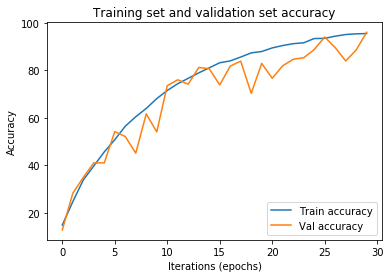 Training set and validation set accuracy
100
80
60
40
20
Accuracy
0
5
10
15
20
25
30
Iterations (epochs)
Train accuracy
Val accuracy